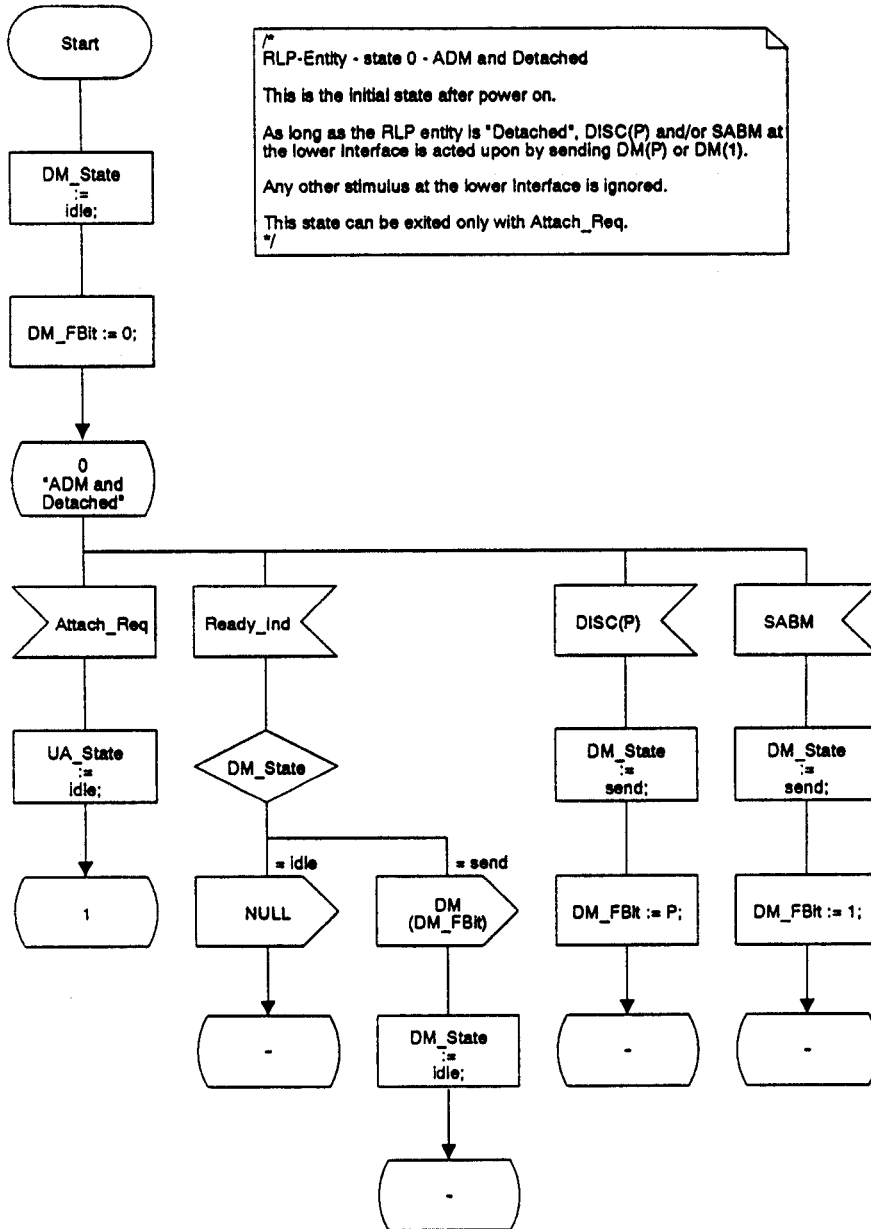 Start
/*
RLP-Entity - state 0 - ADM and Detached
This is the initial state after power on.
As long as the RLP entity is "Detached", DISC(P) and/or SABM at
the lower interface is acted upon by sending DM(P) or DM(1).
Any other stimulus at the lower interface is ignored.
This state can be exited only with Attach_Req.
*/
DM_State
:=
idle;
DM_FBit := 0;
0
"ADM and
Detached"
Attach_Req
Ready_Ind
DISC(P)
SABM
UA_State
:=
idle;
DM_State
DM_State
:=
send;
DM_State
:=
send;
= idle
= send
1
NULL
DM
(DM_FBit)
DM_FBit := P;
DM_FBit := 1;
-
DM_State
:=
idle;
-
-
-